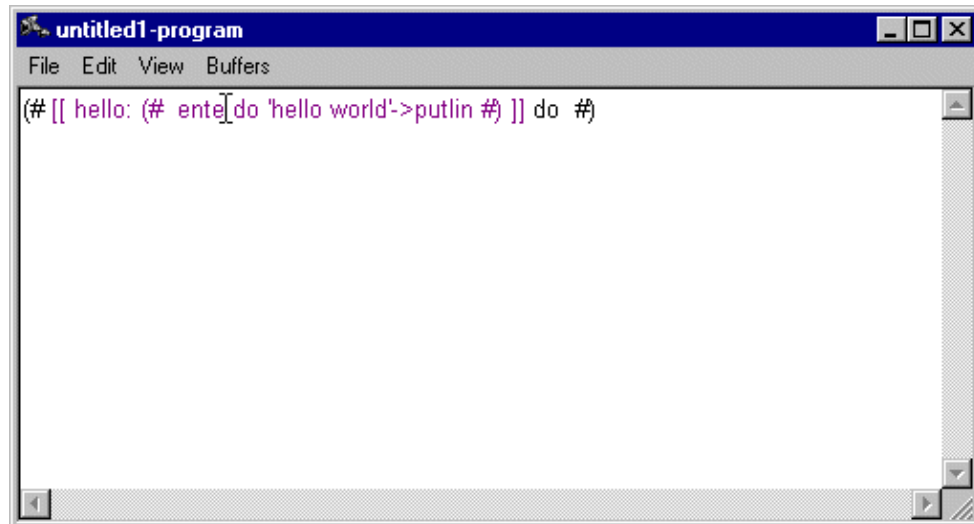 untitled1-program
File Edit View Buffers
(# [[ hello: (#  ente do 'hello world'->putlin #) ]] do  #)